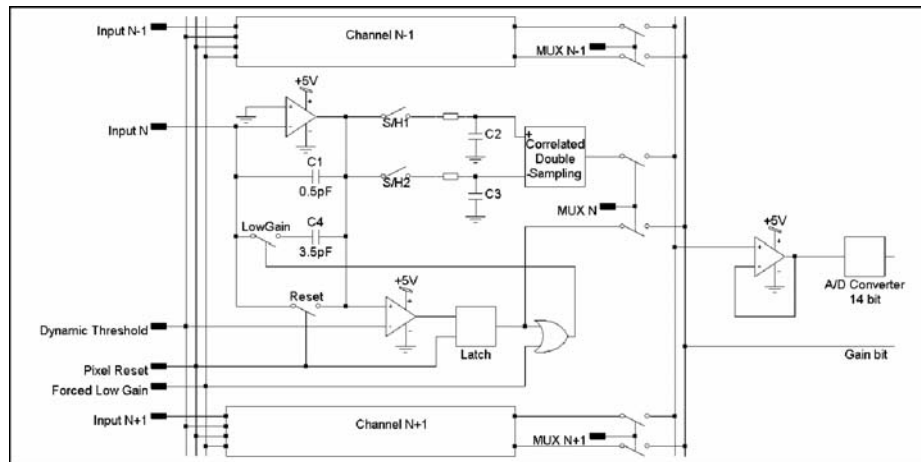 Input N-1
Channel N-1
MUX N-1
+5V
Input N
S/H1
C2
Correlated
Double
Sampling
+
-
C1
0.5pF
S/H2
C3
MUX N
LowGain
C4
3.5pF
+5V
+5V
A/D Converter
14 bit
Reset
Dynamic Threshold
Latch
Pixel Reset
Gain bit
Forced Low Gain
Input N+1
Channel N+1
MUX N+1